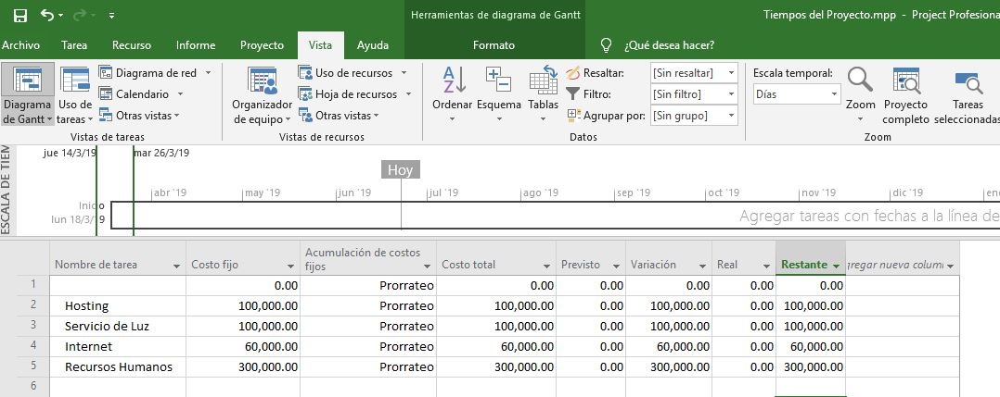 Herramientas de diagrama de Gantt
Tiempos del Proyecto.mpp - Project Profesiona
Archivo Tarea Recurso Informe Proyecto Vista Ayuda Formato ¿Qué desea hacer?
Diagrama de Gantt
Uso de tareas
Diagrama de red
Calendario
Otras vistas
Vistas de tareas
Organizador de equipo
Uso de recursos
Hoja de recursos
Otras vistas
Vistas de recursos
Ordenar
Esquema
Tablas
Resaltar: [Sin resaltar]
Filtro: [Sin filtro]
Agrupar por: [Sin grupo]
Datos
Escala temporal:
Días
Zoom
Proyecto completo
Tareas seleccionadas
Zoom
ESCALA DE TIEM
jue 14/3/19 mar 26/3/19
Hoy
abr '19 may '19 jun '19 jul '19 ago '19 sep '19 oct '19 nov '19 dic '19 ene
Inicio
lun 18/3/19
Agregar tareas con fechas a la línea de
Nombre de tarea Costo fijo Acumulación de costos fijos Costo total Previsto Variación Real Restante gregar nueva colum
1 0.00 Prorrateo 0.00 0.00 0.00 0.00 0.00
2 Hosting 100,000.00 Prorrateo 100,000.00 0.00 100,000.00 0.00 100,000.00
3 Servicio de Luz 100,000.00 Prorrateo 100,000.00 0.00 100,000.00 0.00 100,000.00
4 Internet 60,000.00 Prorrateo 60,000.00 0.00 60,000.00 0.00 60,000.00
5 Recursos Humanos 300,000.00 Prorrateo 300,000.00 0.00 300,000.00 0.00 300,000.00
6